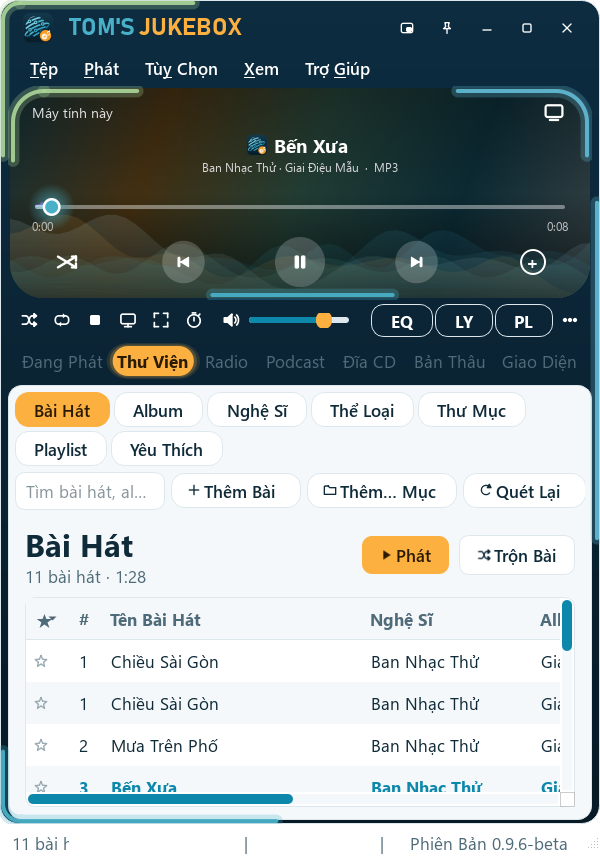 TOM'S JUKEBOX
Tệp Phát Tùy Chọn Xem Trợ Giúp
Máy tính này
Bến Xưa
Ban Nhạc Thử · Giai Điệu Mẫu · MP3
0:00 0:08
EQ LY PL
Đang Phát Thư Viện Radio Podcast Đĩa CD Bản Thâu Giao Diện
Bài Hát Album Nghệ Sĩ Thể Loại Thư Mục
Playlist Yêu Thích
Tìm bài hát, al... + Thêm Bài Thêm... Mục Quét Lại
Bài Hát
11 bài hát · 1:28
Phát Trộn Bài
# Tên Bài Hát Nghệ Sĩ
1 Chiều Sài Gòn Ban Nhạc Thử
1 Chiều Sài Gòn Ban Nhạc Thử
2 Mưa Trên Phố Ban Nhạc Thử
3 Bến Xưa Ban Nhạc Thử
11 bài Phiên Bản 0.9.6-beta